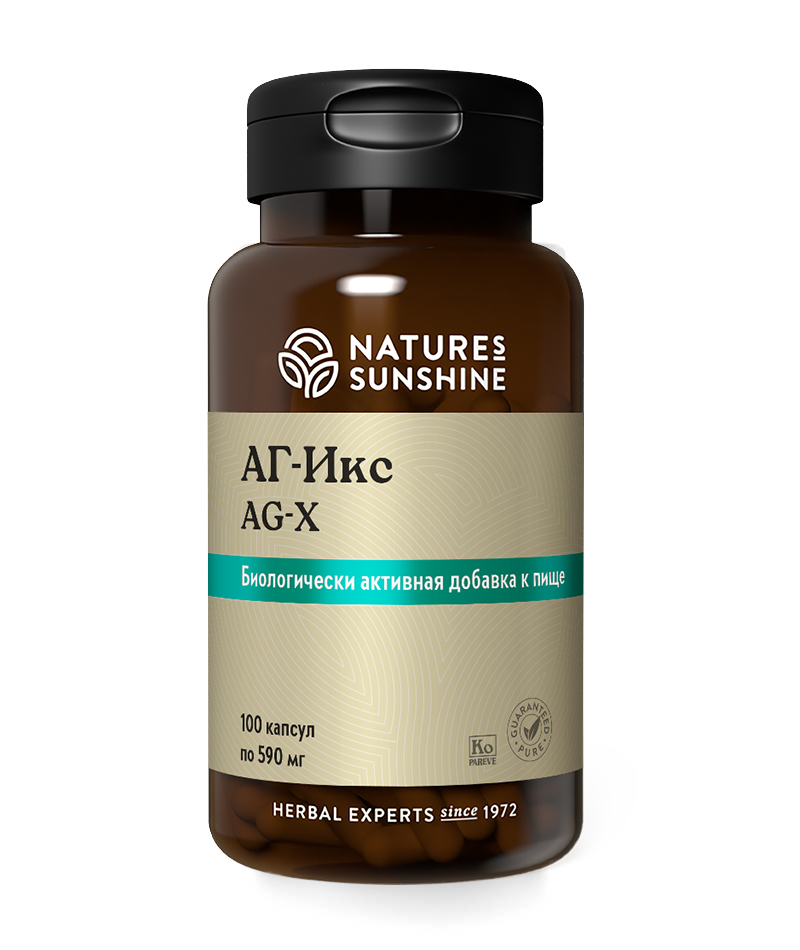 NATURE'S
SUNSHINE
АГ-Икс
AG-X
Биологически активная добавка к пище
100 капсул
по 590 мг
Ko
PAREVE
GUARANTEED
PURE
HERBAL EXPERTS since 1972